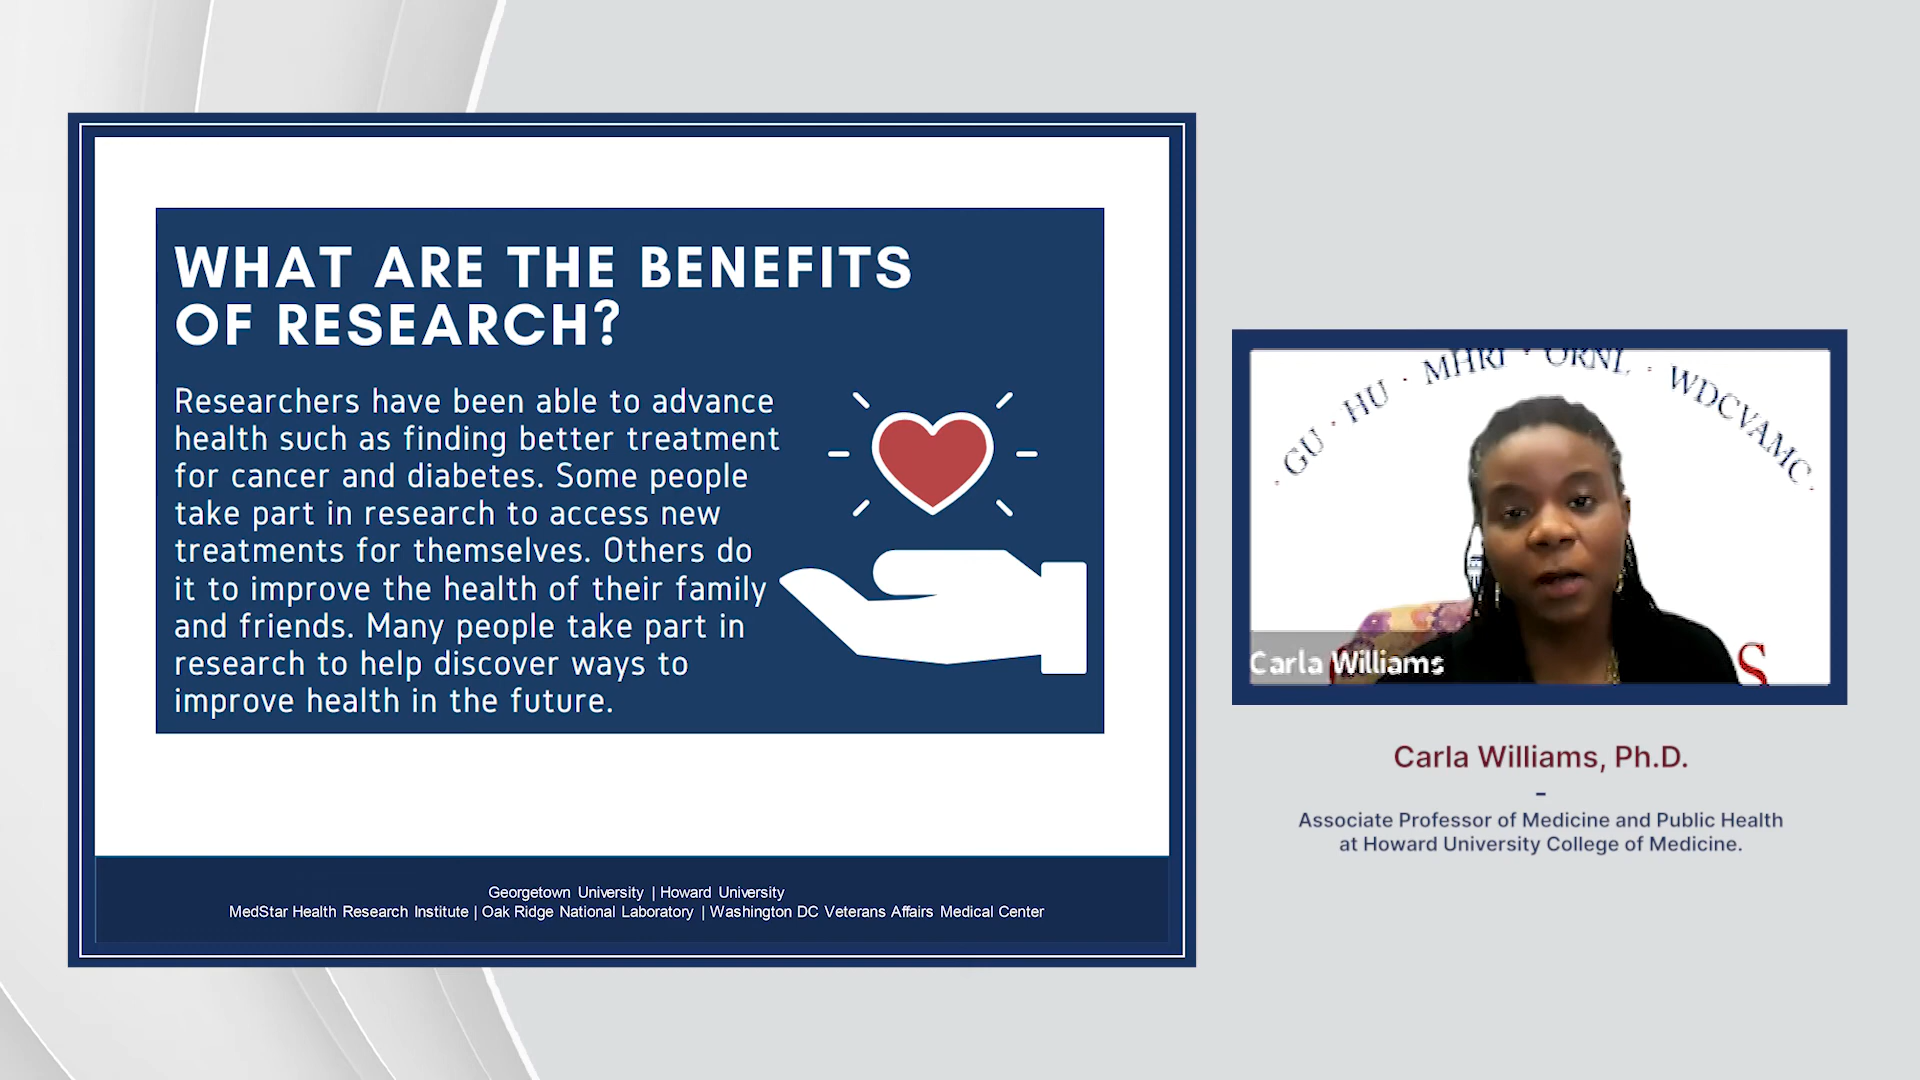 WHAT ARE THE BENEFITS
OF RESEARCH?
Researchers have been able to advance
health such as finding better treatment
for cancer and diabetes. Some people
take part in research to access new
treatments for themselves. Others do
it to improve the health of their family
and friends. Many people take part in
research to help discover ways to
improve health in the future.
Georgetown University | Howard University
MedStar Health Research Institute | Oak Ridge National Laboratory | Washington DC Veterans Affairs Medical Center
· GU · HU · MHRI · ORNL · WDCVAMC ·
S
Carla Williams
Carla Williams, Ph.D.
-
Associate Professor of Medicine and Public Health
at Howard University College of Medicine.